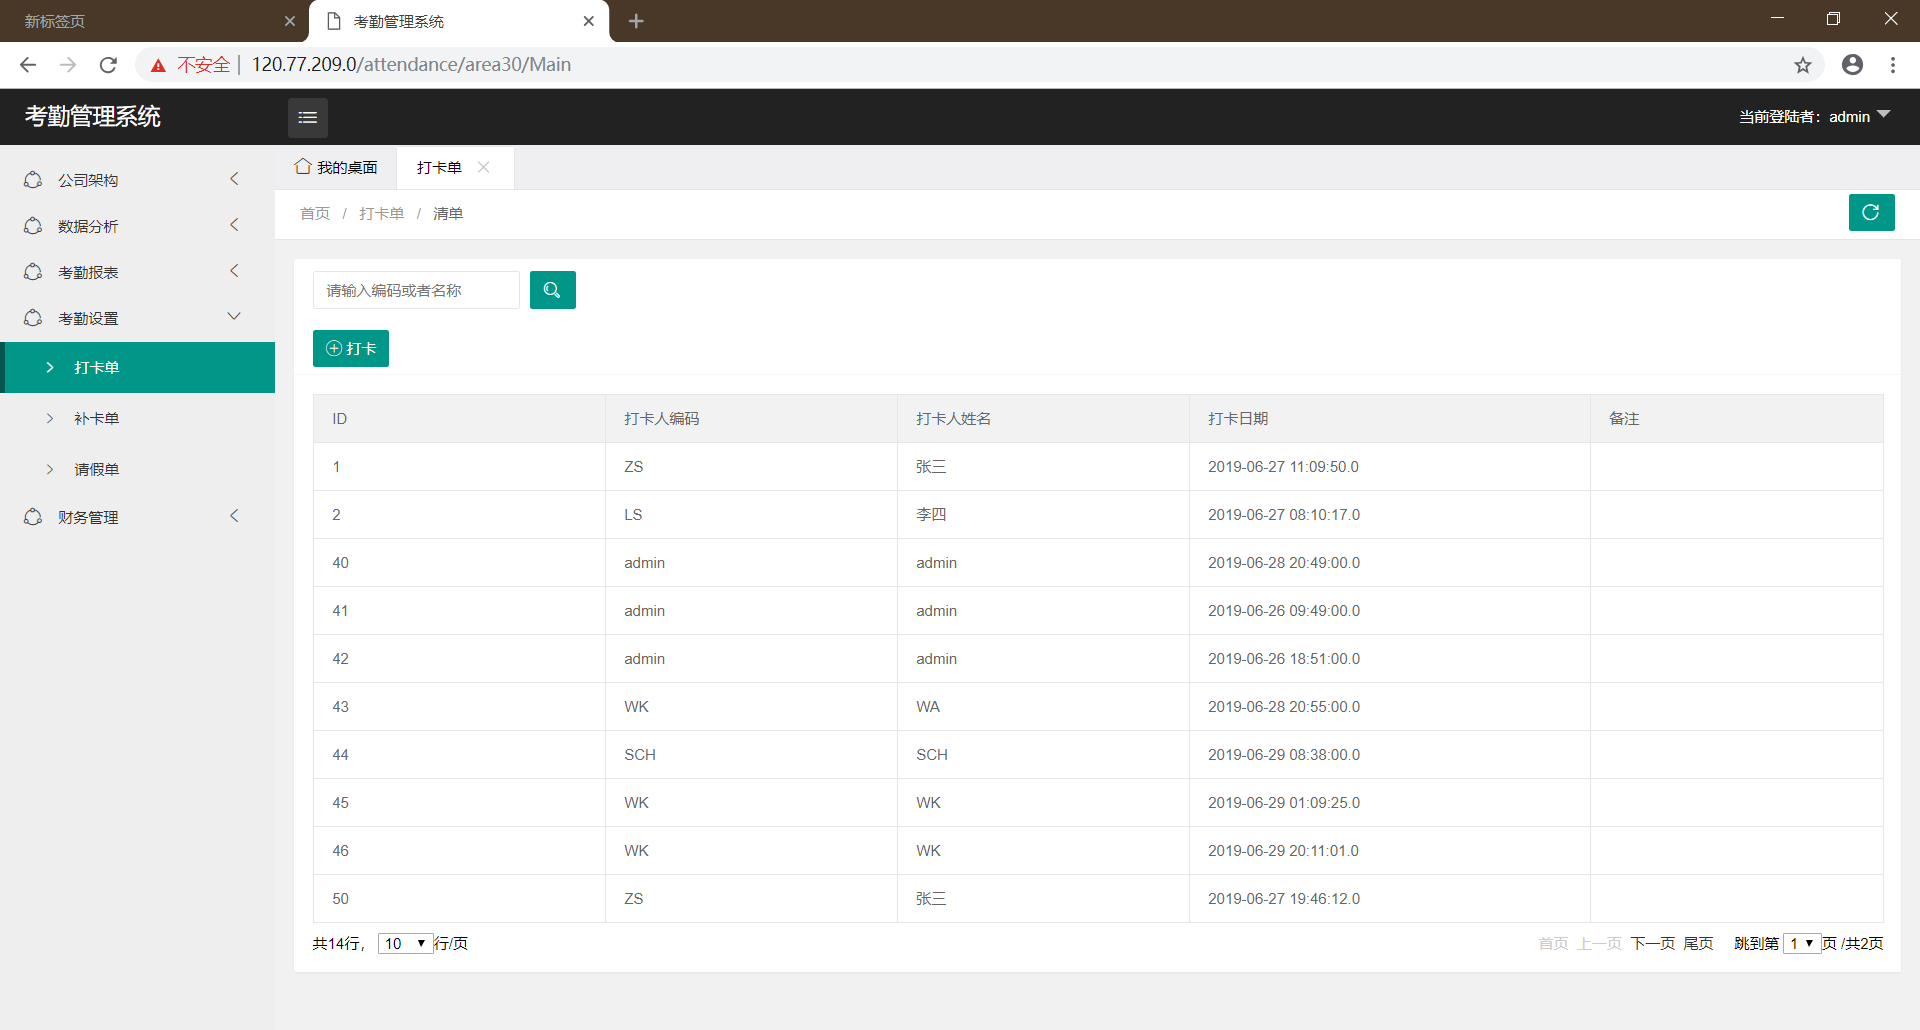 新标签页
考勤管理系统
不安全 | 120.77.209.0/attendance/area30/Main
考勤管理系统
当前登陆者：admin
公司架构
数据分析
考勤报表
考勤设置
打卡单
补卡单
请假单
财务管理
我的桌面 打卡单
首页 / 打卡单 / 清单
请输入编码或者名称
打卡
ID 打卡人编码 打卡人姓名 打卡日期 备注
1 ZS 张三 2019-06-27 11:09:50.0
2 LS 李四 2019-06-27 08:10:17.0
40 admin admin 2019-06-28 20:49:00.0
41 admin admin 2019-06-26 09:49:00.0
42 admin admin 2019-06-26 18:51:00.0
43 WK WA 2019-06-28 20:55:00.0
44 SCH SCH 2019-06-29 08:38:00.0
45 WK WK 2019-06-29 01:09:25.0
46 WK WK 2019-06-29 20:11:01.0
50 ZS 张三 2019-06-27 19:46:12.0
共14行， 10 行/页 首页 上一页 下一页 尾页 跳到第 1 页 /共2页